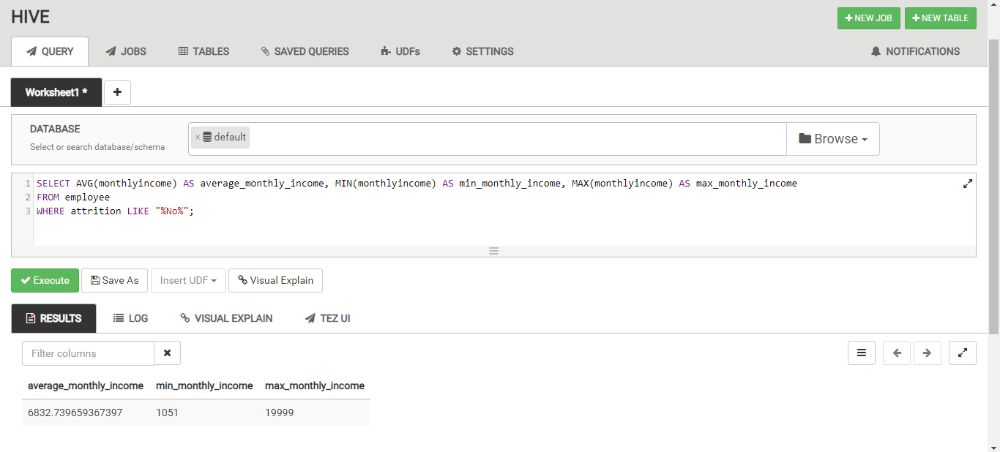 HIVE
NEW JOB NEW TABLE
QUERY JOBS TABLES SAVED QUERIES UDFs SETTINGS NOTIFICATIONS
Worksheet1 *
DATABASE
Select or search database/schema
× default
Browse
1 SELECT AVG(monthlyincome) AS average_monthly_income, MIN(monthlyincome) AS min_monthly_income, MAX(monthlyincome) AS max_monthly_income
2 FROM employee
3 WHERE attrition LIKE "%No%";
Execute Save As Insert UDF Visual Explain
RESULTS LOG VISUAL EXPLAIN TEZ UI
Filter columns
average_monthly_income min_monthly_income max_monthly_income
6832.739659367397 1051 19999